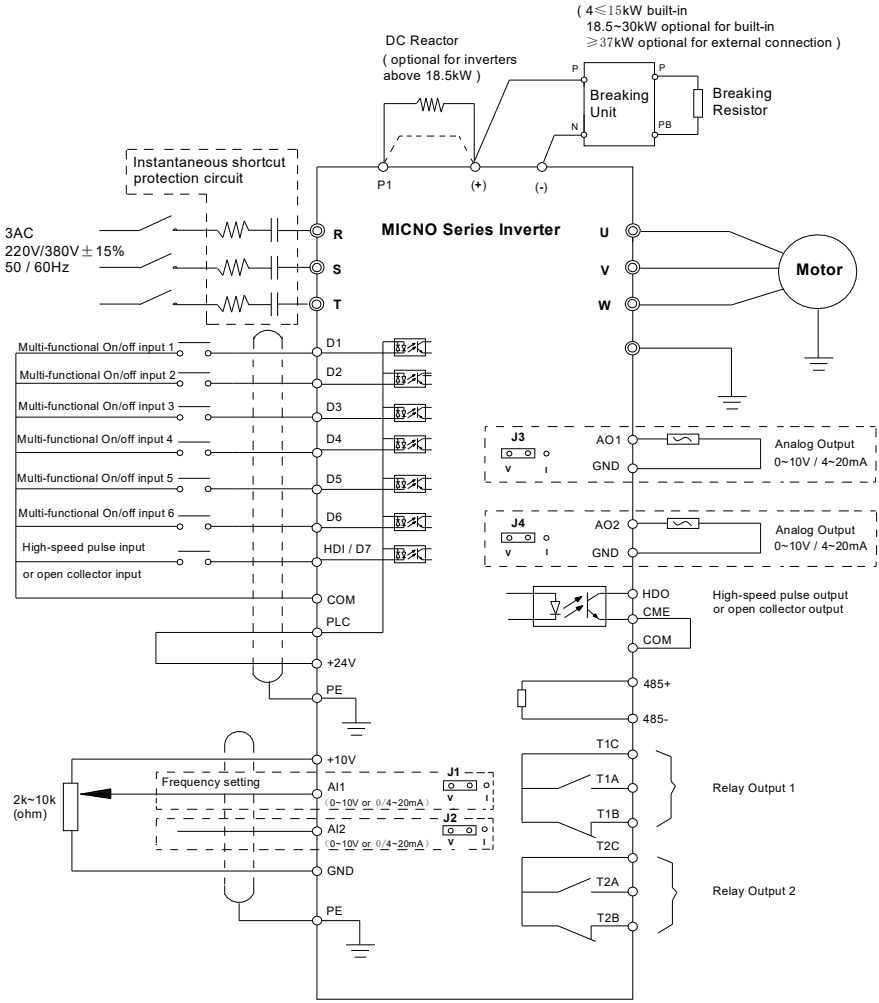 ( 4≤15kW built-in
18.5~30kW optional for built-in
≥37kW optional for external connection )
DC Reactor
( optional for inverters
above 18.5kW )
P
P
Breaking
Unit
Breaking
Resistor
N
PB
Instantaneous shortcut
protection circuit
P1
(+)
(-)
3AC
220V/380V±15%
50 / 60Hz
R
S
T
MICNO Series Inverter
U
V
W
Motor
Multi-functional On/off input 1
D1
Multi-functional On/off input 2
D2
Multi-functional On/off input 3
D3
Multi-functional On/off input 4
D4
Multi-functional On/off input 5
D5
Multi-functional On/off input 6
D6
High-speed pulse input
or open collector input
HDI / D7
COM
PLC
+24V
PE
J3
V
I
AO1
GND
Analog Output
0~10V / 4~20mA
J4
V
I
AO2
GND
Analog Output
0~10V / 4~20mA
HDO
CME
COM
High-speed pulse output
or open collector output
485+
485-
+10V
2k~10k
(ohm)
Frequency setting
AI1
(0~10V or 0/4~20mA)
J1
V
I
AI2
(0~10V or 0/4~20mA)
J2
V
I
GND
PE
T1C
T1A
T1B
Relay Output 1
T2C
T2A
T2B
Relay Output 2